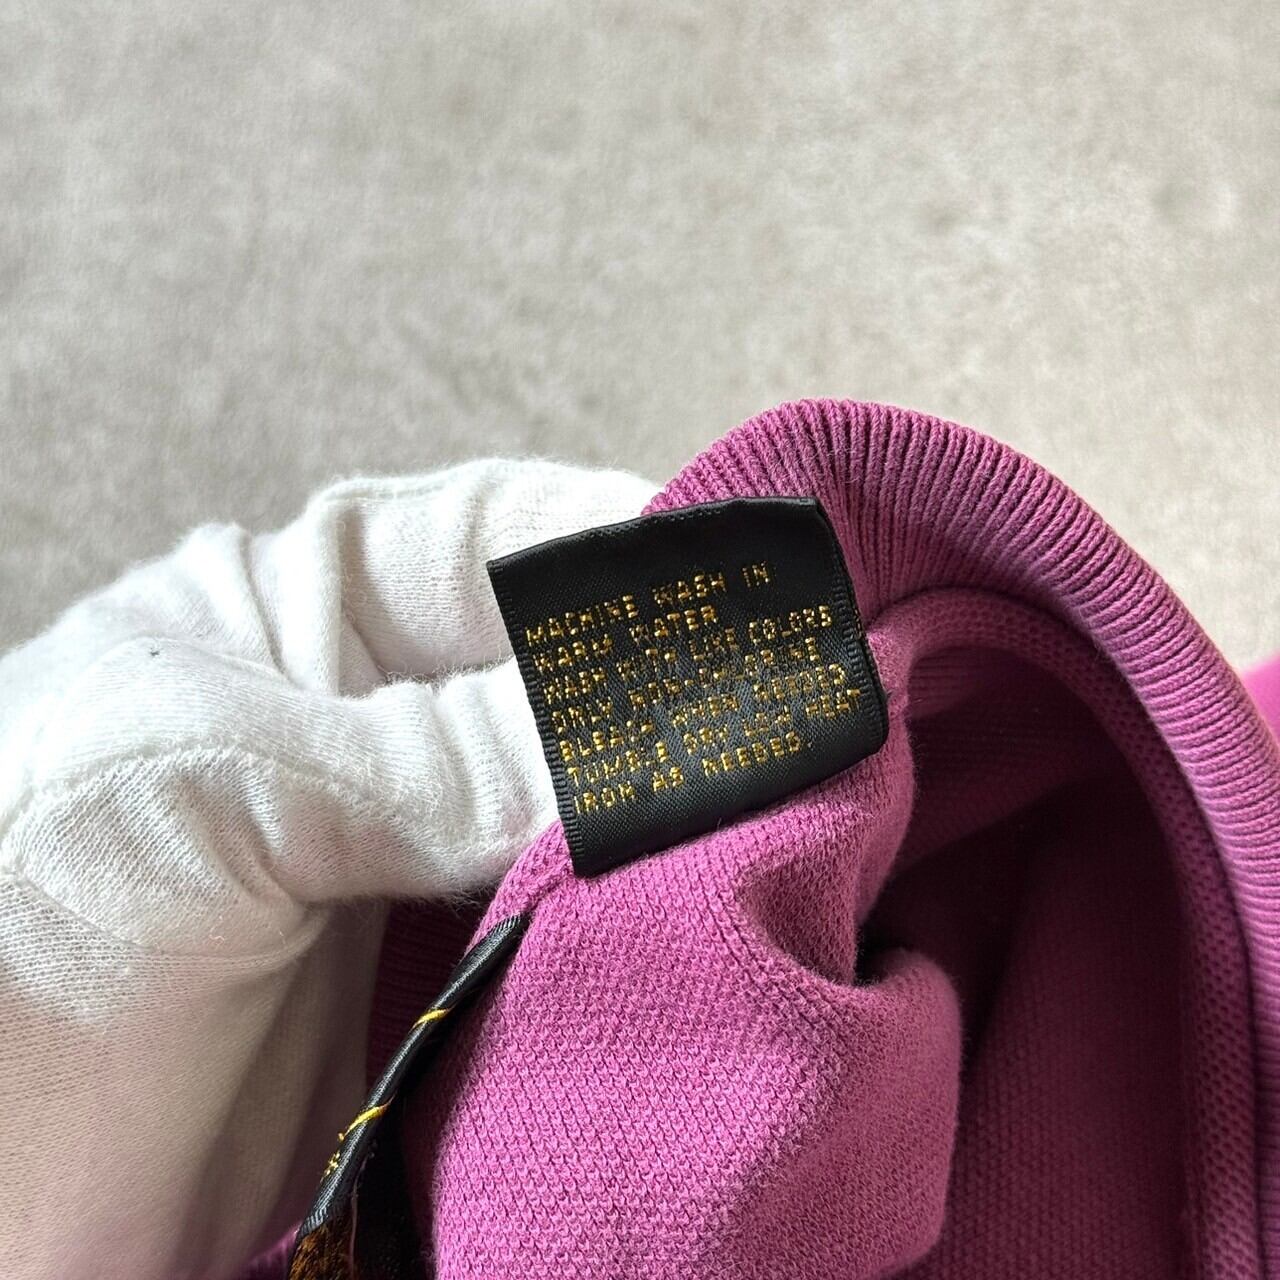 MACHINE WASH IN
WARM WATER
WASH WITH LIKE COLORS
ONLY NON-CHLORINE
BLEACH WHEN NEEDED
TUMBLE DRY LOW HEAT
IRON AS NEEDED.